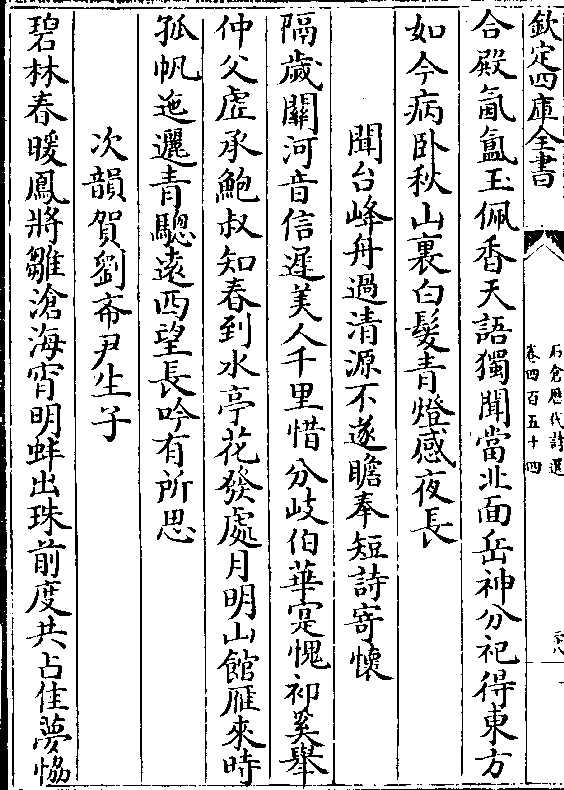 欽定四庫全書
石倉歷代詩選
卷四百五十四
合殿氤氳玉佩香天語獨聞當北面岳神分祀得東方
如今病卧秋山裏白髮青燈感夜長
聞台峰舟過清源不遂瞻奉短詩寄懷
隔歲關河音信遲美人千里惜分岐伯華寔愧祁奚舉
仲父虛承鮑叔知春到水亭花發處月明山館雁來時
孤帆迤邐青驄遠西望長吟有所思
次韻賀劉斋尹生子
碧林春暖鳳將雛滄海宵明蚌出珠前度共占佳夢恊